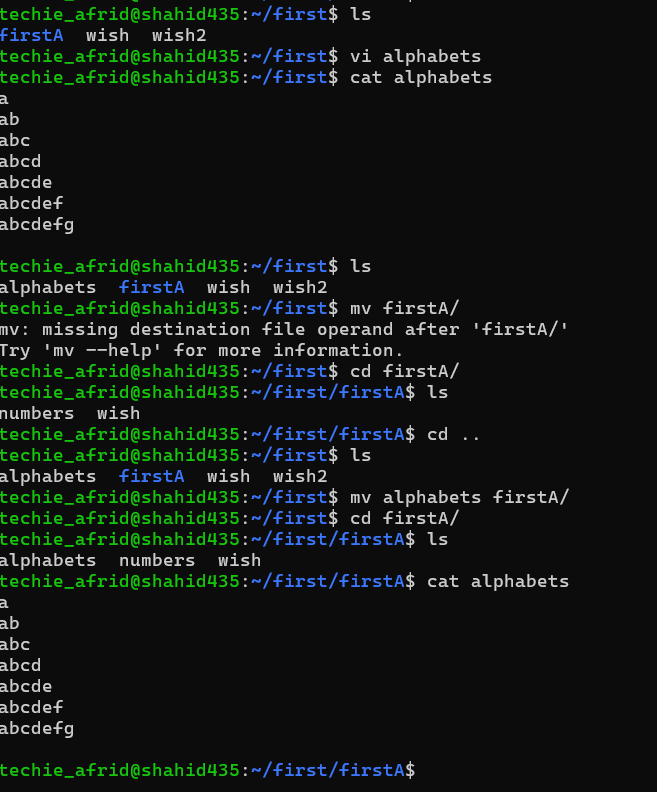 techie_afrid@shahid435:~/first$ ls
firstA  wish  wish2
techie_afrid@shahid435:~/first$ vi alphabets
techie_afrid@shahid435:~/first$ cat alphabets
a
ab
abc
abcd
abcde
abcdef
abcdefg

techie_afrid@shahid435:~/first$ ls
alphabets  firstA  wish  wish2
techie_afrid@shahid435:~/first$ mv firstA/
mv: missing destination file operand after 'firstA/'
Try 'mv --help' for more information.
techie_afrid@shahid435:~/first$ cd firstA/
techie_afrid@shahid435:~/first/firstA$ ls
numbers  wish
techie_afrid@shahid435:~/first/firstA$ cd ..
techie_afrid@shahid435:~/first$ ls
alphabets  firstA  wish  wish2
techie_afrid@shahid435:~/first$ mv alphabets firstA/
techie_afrid@shahid435:~/first$ cd firstA/
techie_afrid@shahid435:~/first/firstA$ ls
alphabets  numbers  wish
techie_afrid@shahid435:~/first/firstA$ cat alphabets
a
ab
abc
abcd
abcde
abcdef
abcdefg

techie_afrid@shahid435:~/first/firstA$